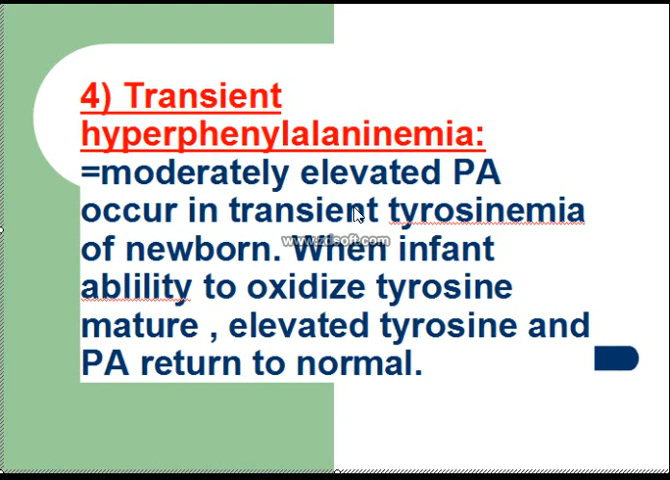 4) Transient
hyperphenylalaninemia:
=moderately elevated PA
occur in transient tyrosinemia
of newborn. When infant
www.zdsoft.com
ablility to oxidize tyrosine
mature , elevated tyrosine and
PA return to normal.